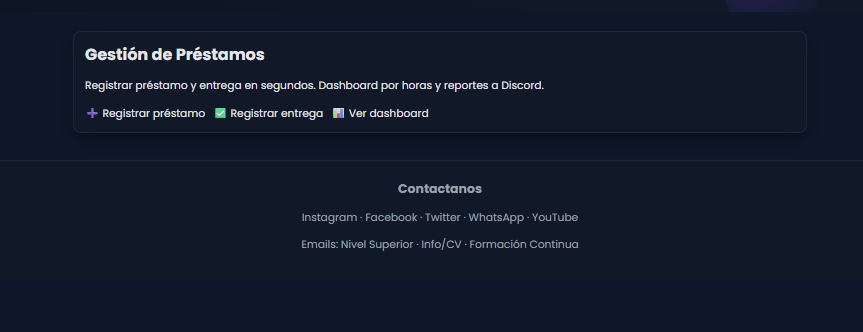 Gestión de Préstamos
Registrar préstamo y entrega en segundos. Dashboard por horas y reportes a Discord.
➕ Registrar préstamo ✅ Registrar entrega 📊 Ver dashboard
Contactanos
Instagram · Facebook · Twitter · WhatsApp · YouTube
Emails: Nivel Superior · Info/CV · Formación Continua